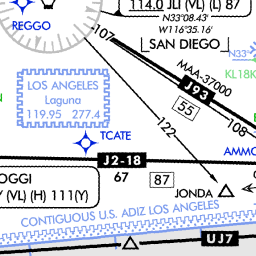 114.0 JLI (VL) (L) 87
N33°08.43'
W116°35.16'
REGGO
107
SAN DIEGO
N33°
MAA-37000
KL18
LOS ANGELES
Laguna
119.95 277.4
J93
55
122
108
TCATE
AMMO
J2-18
OGGI
67
87
Y (VL) (H) 111(Y)
JONDA
CONTIGUOUS U.S. ADIZ LOS ANGELES
UJ7